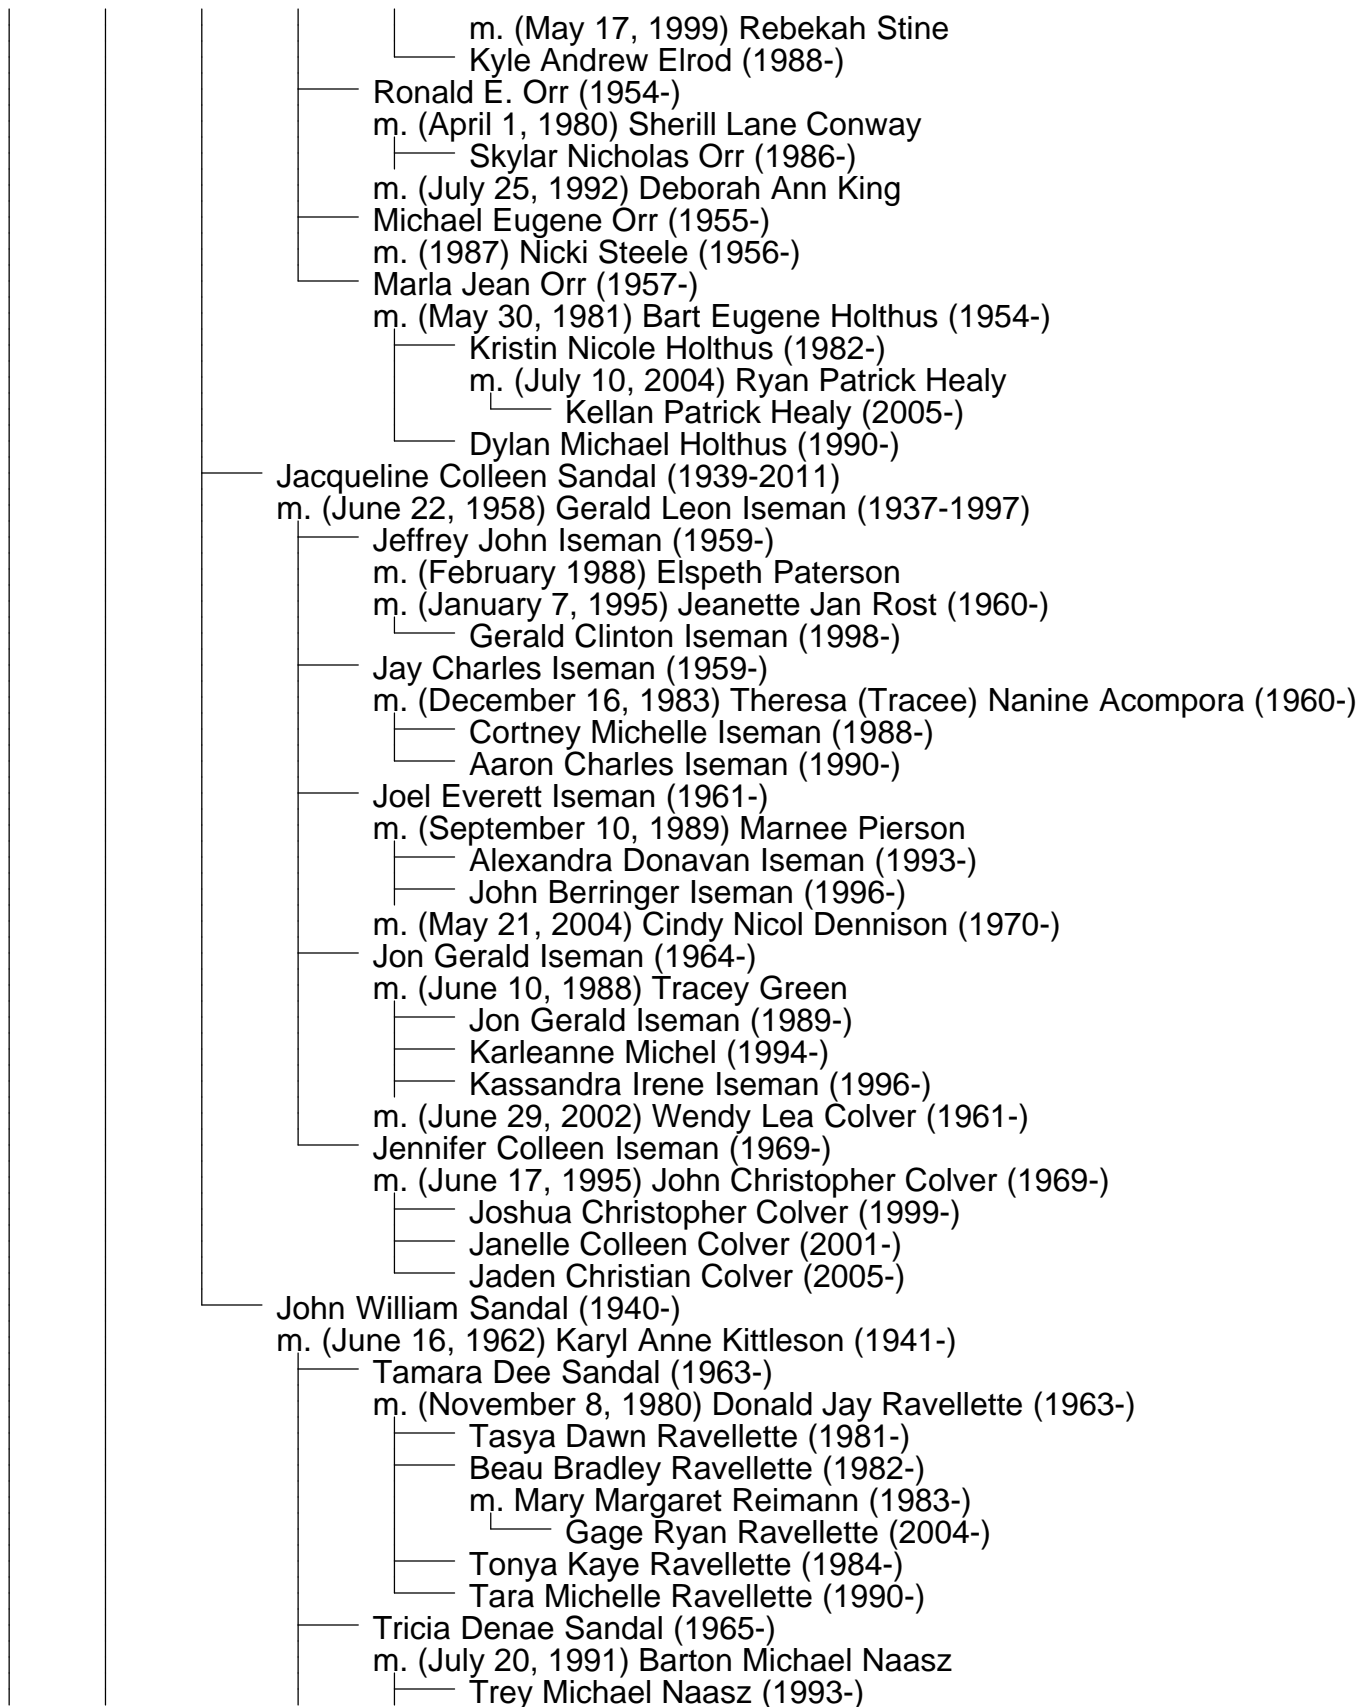 m. (May 17, 1999) Rebekah Stine
Kyle Andrew Elrod (1988-)
Ronald E. Orr (1954-)
m. (April 1, 1980) Sherill Lane Conway
Skylar Nicholas Orr (1986-)
m. (July 25, 1992) Deborah Ann King
Michael Eugene Orr (1955-)
m. (1987) Nicki Steele (1956-)
Marla Jean Orr (1957-)
m. (May 30, 1981) Bart Eugene Holthus (1954-)
Kristin Nicole Holthus (1982-)
m. (July 10, 2004) Ryan Patrick Healy
Kellan Patrick Healy (2005-)
Dylan Michael Holthus (1990-)
Jacqueline Colleen Sandal (1939-2011)
m. (June 22, 1958) Gerald Leon Iseman (1937-1997)
Jeffrey John Iseman (1959-)
m. (February 1988) Elspeth Paterson
m. (January 7, 1995) Jeanette Jan Rost (1960-)
Gerald Clinton Iseman (1998-)
Jay Charles Iseman (1959-)
m. (December 16, 1983) Theresa (Tracee) Nanine Acompora (1960-)
Cortney Michelle Iseman (1988-)
Aaron Charles Iseman (1990-)
Joel Everett Iseman (1961-)
m. (September 10, 1989) Marnee Pierson
Alexandra Donavan Iseman (1993-)
John Berringer Iseman (1996-)
m. (May 21, 2004) Cindy Nicol Dennison (1970-)
Jon Gerald Iseman (1964-)
m. (June 10, 1988) Tracey Green
Jon Gerald Iseman (1989-)
Karleanne Michel (1994-)
Kassandra Irene Iseman (1996-)
m. (June 29, 2002) Wendy Lea Colver (1961-)
Jennifer Colleen Iseman (1969-)
m. (June 17, 1995) John Christopher Colver (1969-)
Joshua Christopher Colver (1999-)
Janelle Colleen Colver (2001-)
Jaden Christian Colver (2005-)
John William Sandal (1940-)
m. (June 16, 1962) Karyl Anne Kittleson (1941-)
Tamara Dee Sandal (1963-)
m. (November 8, 1980) Donald Jay Ravellette (1963-)
Tasya Dawn Ravellette (1981-)
Beau Bradley Ravellette (1982-)
m. Mary Margaret Reimann (1983-)
Gage Ryan Ravellette (2004-)
Tonya Kaye Ravellette (1984-)
Tara Michelle Ravellette (1990-)
Tricia Denae Sandal (1965-)
m. (July 20, 1991) Barton Michael Naasz
Trey Michael Naasz (1993-)